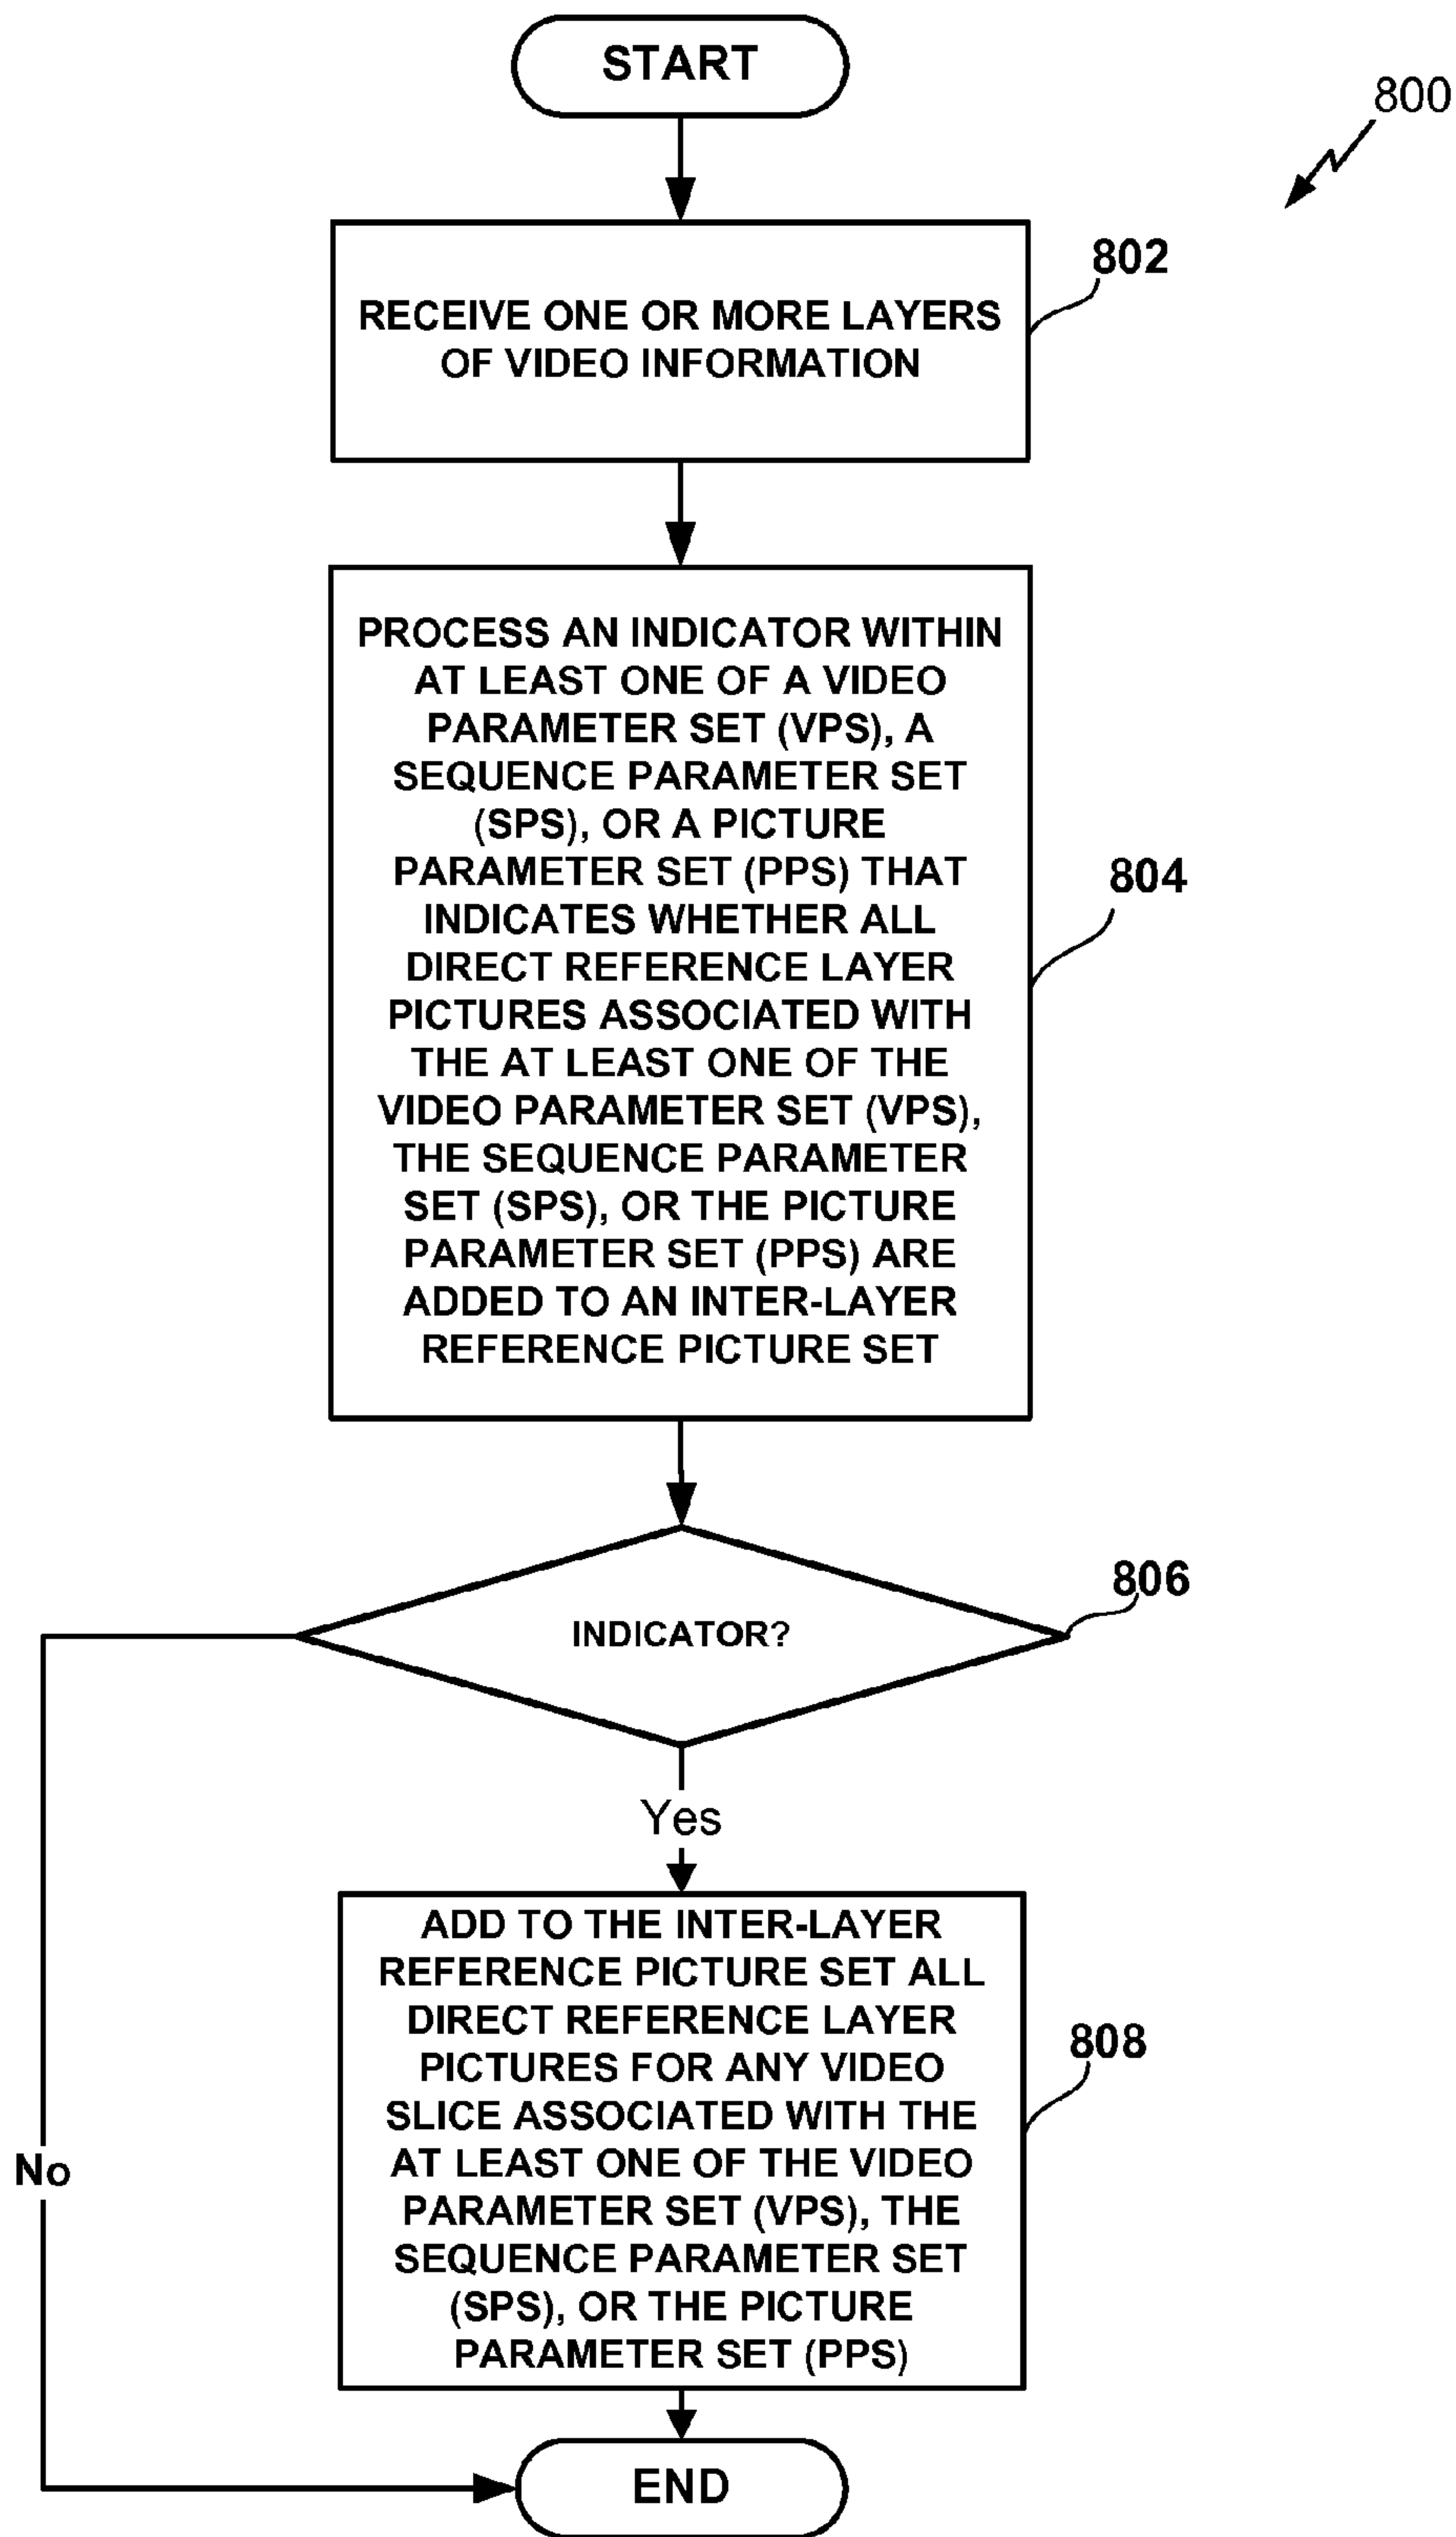 START
800
802
RECEIVE ONE OR MORE LAYERS
OF VIDEO INFORMATION
PROCESS AN INDICATOR WITHIN
AT LEAST ONE OF A VIDEO
PARAMETER SET (VPS), A
SEQUENCE PARAMETER SET
(SPS), OR A PICTURE
PARAMETER SET (PPS) THAT
INDICATES WHETHER ALL
DIRECT REFERENCE LAYER
PICTURES ASSOCIATED WITH
THE AT LEAST ONE OF THE
VIDEO PARAMETER SET (VPS),
THE SEQUENCE PARAMETER
SET (SPS), OR THE PICTURE
PARAMETER SET (PPS) ARE
ADDED TO AN INTER-LAYER
REFERENCE PICTURE SET
804
806
INDICATOR?
Yes
No
ADD TO THE INTER-LAYER
REFERENCE PICTURE SET ALL
DIRECT REFERENCE LAYER
PICTURES FOR ANY VIDEO
SLICE ASSOCIATED WITH THE
AT LEAST ONE OF THE VIDEO
PARAMETER SET (VPS), THE
SEQUENCE PARAMETER SET
(SPS), OR THE PICTURE
PARAMETER SET (PPS)
808
END